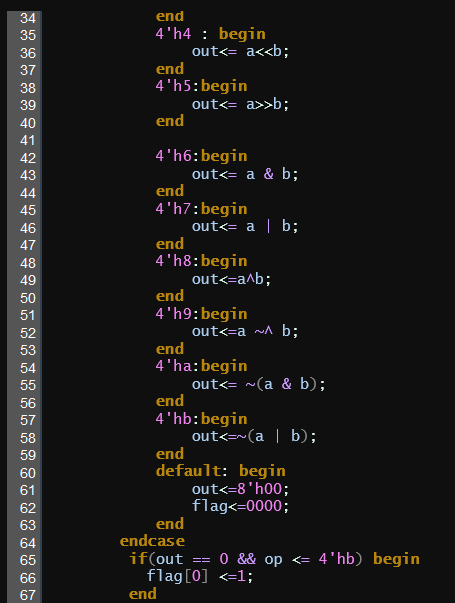 34 end
35 4'h4 : begin
36 out<= a<<b;
37 end
38 4'h5:begin
39 out<= a>>b;
40 end
41
42 4'h6:begin
43 out<= a & b;
44 end
45 4'h7:begin
46 out<= a | b;
47 end
48 4'h8:begin
49 out<=a^b;
50 end
51 4'h9:begin
52 out<=a ~^ b;
53 end
54 4'ha:begin
55 out<= ~(a & b);
56 end
57 4'hb:begin
58 out<=~(a | b);
59 end
60 default: begin
61 out<=8'h00;
62 flag<=0000;
63 end
64 endcase
65 if(out == 0 && op <= 4'hb) begin
66 flag[0] <=1;
67 end